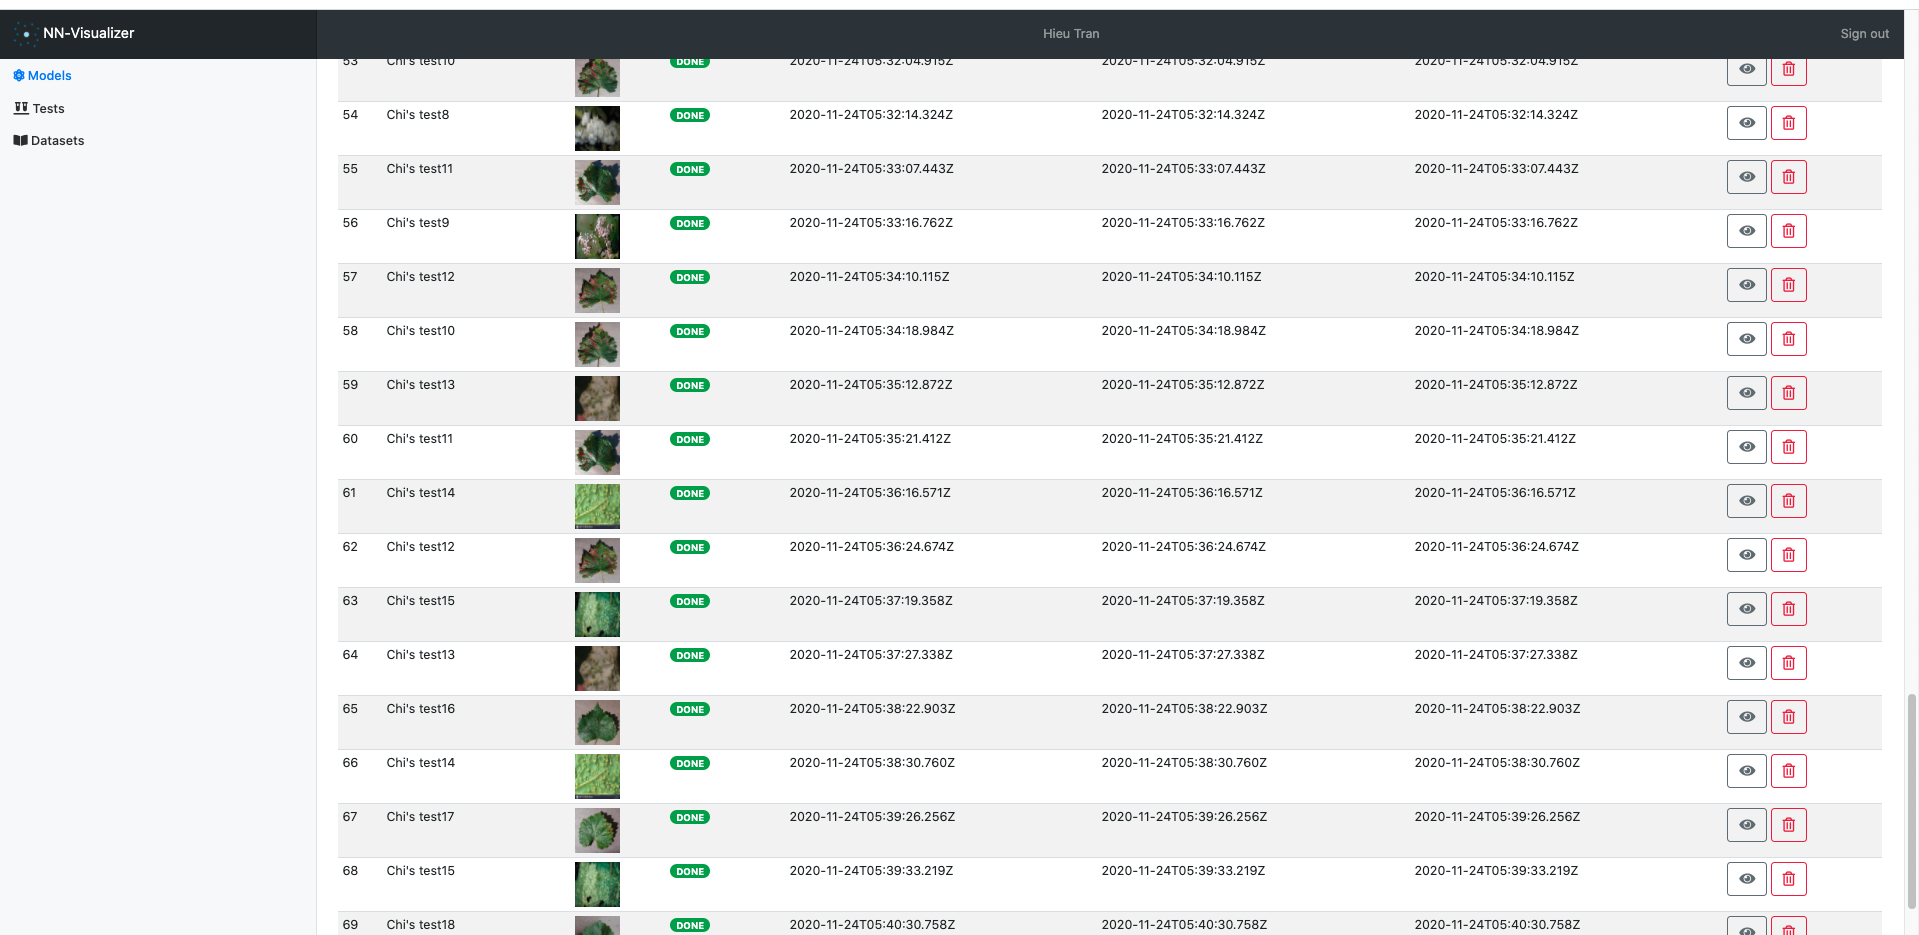 NN-Visualizer
Hieu Tran
Sign out
Models
Tests
Datasets
53 Chi's test10 DONE 2020-11-24T05:32:04.915Z 2020-11-24T05:32:04.915Z 2020-11-24T05:32:04.915Z
54 Chi's test8 DONE 2020-11-24T05:32:14.324Z 2020-11-24T05:32:14.324Z 2020-11-24T05:32:14.324Z
55 Chi's test11 DONE 2020-11-24T05:33:07.443Z 2020-11-24T05:33:07.443Z 2020-11-24T05:33:07.443Z
56 Chi's test9 DONE 2020-11-24T05:33:16.762Z 2020-11-24T05:33:16.762Z 2020-11-24T05:33:16.762Z
57 Chi's test12 DONE 2020-11-24T05:34:10.115Z 2020-11-24T05:34:10.115Z 2020-11-24T05:34:10.115Z
58 Chi's test10 DONE 2020-11-24T05:34:18.984Z 2020-11-24T05:34:18.984Z 2020-11-24T05:34:18.984Z
59 Chi's test13 DONE 2020-11-24T05:35:12.872Z 2020-11-24T05:35:12.872Z 2020-11-24T05:35:12.872Z
60 Chi's test11 DONE 2020-11-24T05:35:21.412Z 2020-11-24T05:35:21.412Z 2020-11-24T05:35:21.412Z
61 Chi's test14 DONE 2020-11-24T05:36:16.571Z 2020-11-24T05:36:16.571Z 2020-11-24T05:36:16.571Z
62 Chi's test12 DONE 2020-11-24T05:36:24.674Z 2020-11-24T05:36:24.674Z 2020-11-24T05:36:24.674Z
63 Chi's test15 DONE 2020-11-24T05:37:19.358Z 2020-11-24T05:37:19.358Z 2020-11-24T05:37:19.358Z
64 Chi's test13 DONE 2020-11-24T05:37:27.338Z 2020-11-24T05:37:27.338Z 2020-11-24T05:37:27.338Z
65 Chi's test16 DONE 2020-11-24T05:38:22.903Z 2020-11-24T05:38:22.903Z 2020-11-24T05:38:22.903Z
66 Chi's test14 DONE 2020-11-24T05:38:30.760Z 2020-11-24T05:38:30.760Z 2020-11-24T05:38:30.760Z
67 Chi's test17 DONE 2020-11-24T05:39:26.256Z 2020-11-24T05:39:26.256Z 2020-11-24T05:39:26.256Z
68 Chi's test15 DONE 2020-11-24T05:39:33.219Z 2020-11-24T05:39:33.219Z 2020-11-24T05:39:33.219Z
69 Chi's test18 DONE 2020-11-24T05:40:30.758Z 2020-11-24T05:40:30.758Z 2020-11-24T05:40:30.758Z